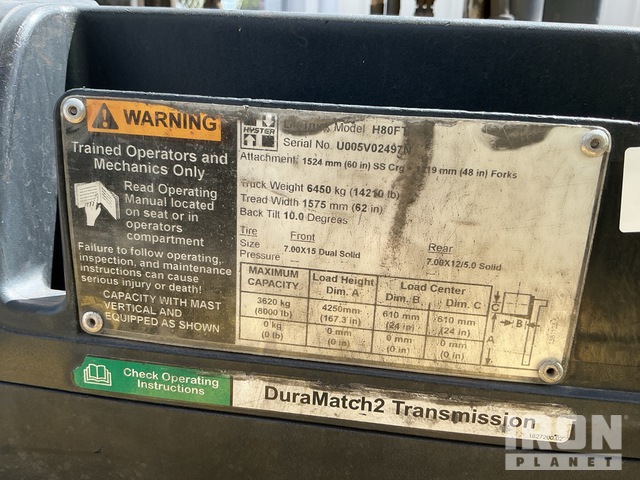 WARNING
Trained Operators and
Mechanics Only
Read Operating
Manual located
on seat or in
operators
compartment
Failure to follow operating,
inspection, and maintenance
instructions can cause
serious injury or death!
CAPACITY WITH MAST
VERTICAL AND
EQUIPPED AS SHOWN
HYSTER
Model H80FT
Serial No. U005V02497N
Attachment: 1524 mm (60 in) SS Crg - 1219 mm (48 in) Forks
Truck Weight 6450 kg (14210 lb)
Tread Width 1575 mm (62 in)
Back Tilt 10.0 Degrees
Tire Front Rear
Size 7.00X15 Dual Solid 7.00X12/5.0 Solid
Pressure
MAXIMUM CAPACITY Load Height Dim. A Load Center Dim. B Dim. C
3620 kg 4250mm 610 mm 610 mm
(8000 lb) (167.3 in) (24 in) (24 in)
0 kg 0 mm 0 mm 0 mm
(0 lb) (0 in) (0 in) (0 in)
C
B
A
Check Operating
Instructions
DuraMatch2 Transmission
IRON
PLANET